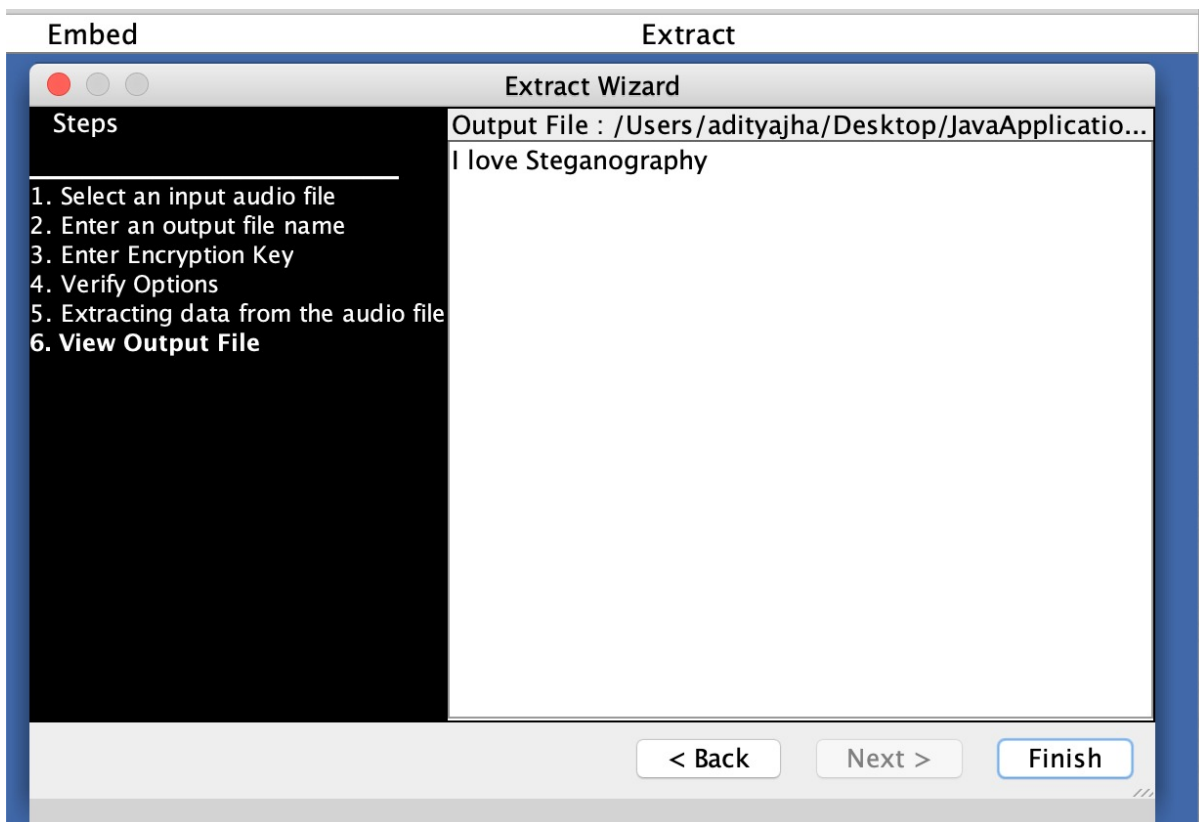 Embed Extract
Extract Wizard
Steps
1. Select an input audio file
2. Enter an output file name
3. Enter Encryption Key
4. Verify Options
5. Extracting data from the audio file
6. View Output File
Output File : /Users/adityajha/Desktop/JavaApplicatio...
I love Steganography
< Back Next > Finish